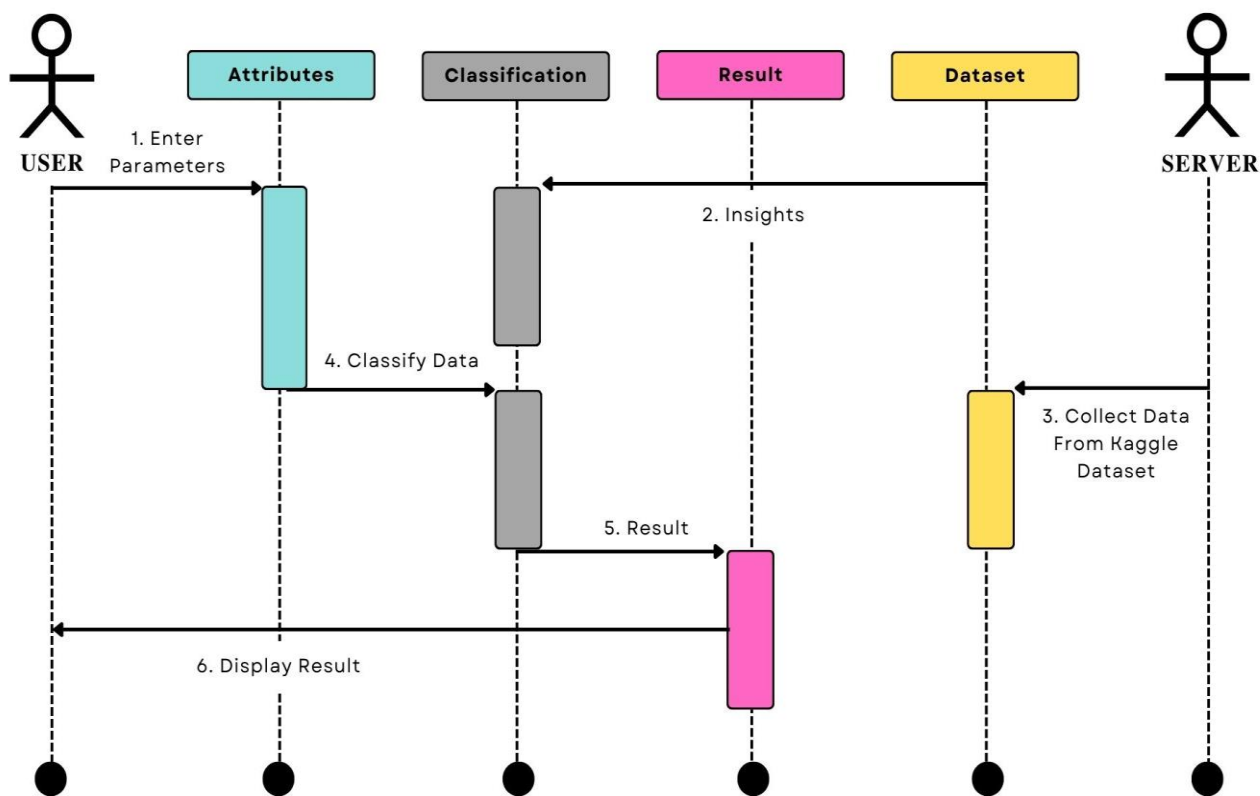 Attributes
Classification
Result
Dataset
USER
SERVER
1. Enter
Parameters
2. Insights
4. Classify Data
3. Collect Data
From Kaggle
Dataset
5. Result
6. Display Result